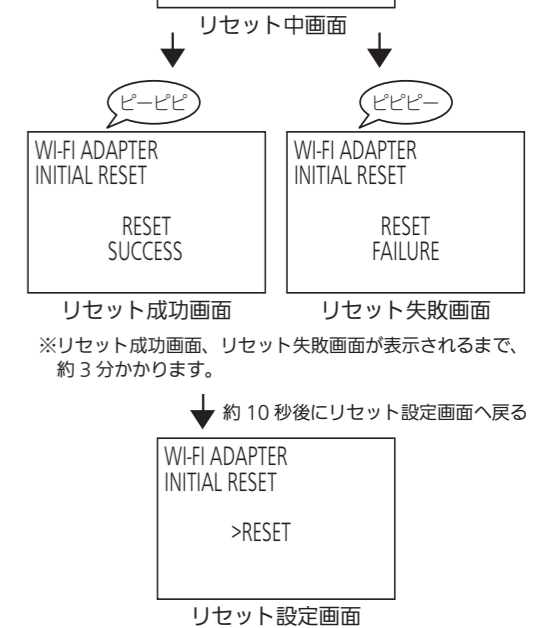 リセット中画面
ピーピピ
ピピピー
WI-FI ADAPTER
INITIAL RESET
RESET
SUCCESS
WI-FI ADAPTER
INITIAL RESET
RESET
FAILURE
リセット成功画面
リセット失敗画面
※リセット成功画面、リセット失敗画面が表示されるまで、
約3分かかります。
約10秒後にリセット設定画面へ戻る
WI-FI ADAPTER
INITIAL RESET
>RESET
リセット設定画面